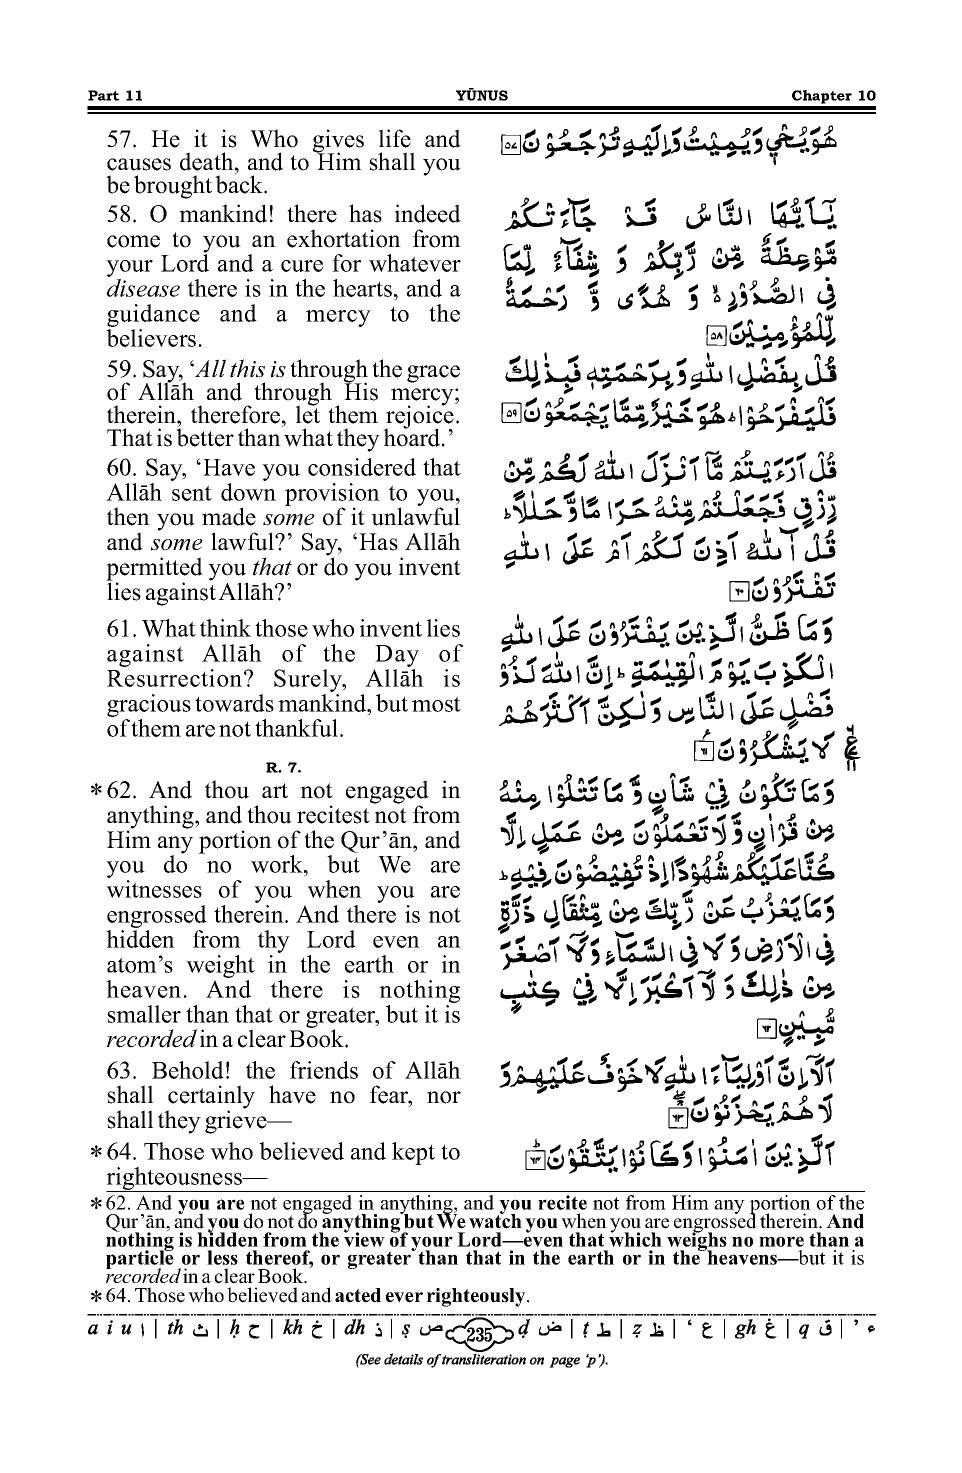 Part 11 YŪNUS Chapter 10
57. He it is Who gives life and
causes death, and to Him shall you
be brought back.
58. O mankind! there has indeed
come to you an exhortation from
your Lord and a cure for whatever
disease there is in the hearts, and a
guidance and a mercy to the
believers.
59. Say, ‘All this is through the grace
of Allāh and through His mercy;
therein, therefore, let them rejoice.
That is better than what they hoard.’
60. Say, ‘Have you considered that
Allāh sent down provision to you,
then you made some of it unlawful
and some lawful?’ Say, ‘Has Allāh
permitted you that or do you invent
lies against Allāh?’
61. What think those who invent lies
against Allāh of the Day of
Resurrection? Surely, Allāh is
gracious towards mankind, but most
of them are not thankful.
R. 7.
*62. And thou art not engaged in
anything, and thou recitest not from
Him any portion of the Qur’ān, and
you do no work, but We are
witnesses of you when you are
engrossed therein. And there is not
hidden from thy Lord even an
atom’s weight in the earth or in
heaven. And there is nothing
smaller than that or greater, but it is
recorded in a clear Book.
63. Behold! the friends of Allāh
shall certainly have no fear, nor
shall they grieve—
*64. Those who believed and kept to
righteousness—
هُوَ يُحْيٖ وَيُمِيْتُ وَاِلَيْهِ تُرْجَعُوْنَ ۝۵۷
يٰۤاَيُّهَا النَّاسُ قَدْ جَآءَتْكُمْ
مَّوْعِظَةٌ مِّنْ رَّبِّكُمْ وَ شِفَآءٌ لِّمَا
فِي الصُّدُوْرِ ۙ وَ هُدًى وَّ رَحْمَةٌ
لِّلْمُؤْمِنِيْنَ ۝۵۸
قُلْ بِفَضْلِ اللّٰهِ وَبِرَحْمَتِهٖ فَبِذٰلِكَ
فَلْيَفْرَحُوْا ؕ هُوَ خَيْرٌ مِّمَّا يَجْمَعُوْنَ ۝۵۹
قُلْ اَرَءَيْتُمْ مَّاۤ اَنْزَلَ اللّٰهُ لَكُمْ مِّنْ
رِّزْقٍ فَجَعَلْتُمْ مِّنْهُ حَرَامًا وَّحَلٰلًا ؕ
قُلْ آٰللّٰهُ اَذِنَ لَكُمْ اَمْ عَلَى اللّٰهِ
تَفْتَرُوْنَ ۝۶۰
وَمَا ظَنُّ الَّذِيْنَ يَفْتَرُوْنَ عَلَى اللّٰهِ
الْكَذِبَ يَوْمَ الْقِيٰمَةِ ؕ اِنَّ اللّٰهَ لَذُوْ
فَضْلٍ عَلَى النَّاسِ وَلٰكِنَّ اَكْثَرَهُمْ
لَا يَشْكُرُوْنَ ۝۶۱
وَمَا تَكُوْنُ فِيْ شَاْنٍ وَّمَا تَتْلُوْا مِنْهُ
مِنْ قُرْاٰنٍ وَّلَا تَعْمَلُوْنَ مِنْ عَمَلٍ اِلَّا
كُنَّا عَلَيْكُمْ شُهُوْدًا اِذْ تُفِيْضُوْنَ فِيْهِ ؕ
وَمَا يَعْزُبُ عَنْ رَّبِّكَ مِنْ مِّثْقَالِ ذَرَّةٍ
فِي الْاَرْضِ وَلَا فِي السَّمَآءِ وَلَاۤ اَصْغَرَ
مِنْ ذٰلِكَ وَ لَاۤ اَكْبَرَ اِلَّا فِيْ كِتٰبٍ
مُّبِيْنٍ ۝۶۲
اَلَاۤ اِنَّ اَوْلِيَآءَ اللّٰهِ لَا خَوْفٌ عَلَيْهِمْ وَ
لَا هُمْ يَحْزَنُوْنَ ۝۶۳
اَلَّذِيْنَ اٰمَنُوْا وَكَانُوْا يَتَّقُوْنَ ۝۶۴
*62. And you are not engaged in anything, and you recite not from Him any portion of the
Qur’ān, and you do not do anything but We watch you when you are engrossed therein. And
nothing is hidden from the view of your Lord—even that which weighs no more than a
particle or less thereof, or greater than that in the earth or in the heavens—but it is
recorded in a clear Book.
*64. Those who believed and acted ever righteously.
a i u ا | th ث | ḥ ح | kh خ | dh ذ | ṣ ص 235 ḍ ض | ṭ ط | ẓ ظ | ‘ ع | gh غ | q ق | ’ ء
(See details of transliteration on page ‘p’).